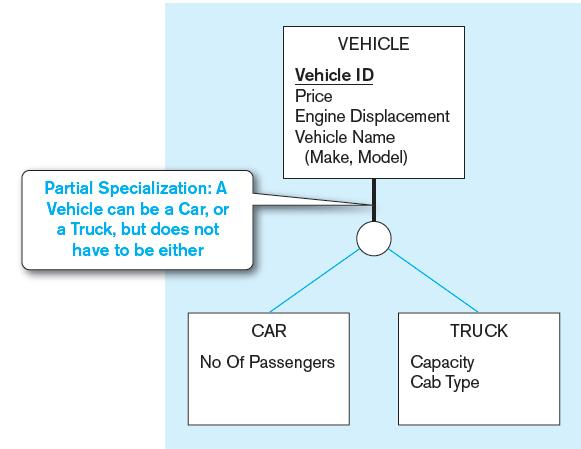 VEHICLE
Vehicle ID
Price
Engine Displacement
Vehicle Name
(Make, Model)
Partial Specialization: A
Vehicle can be a Car, or
a Truck, but does not
have to be either
CAR
No Of Passengers
TRUCK
Capacity
Cab Type